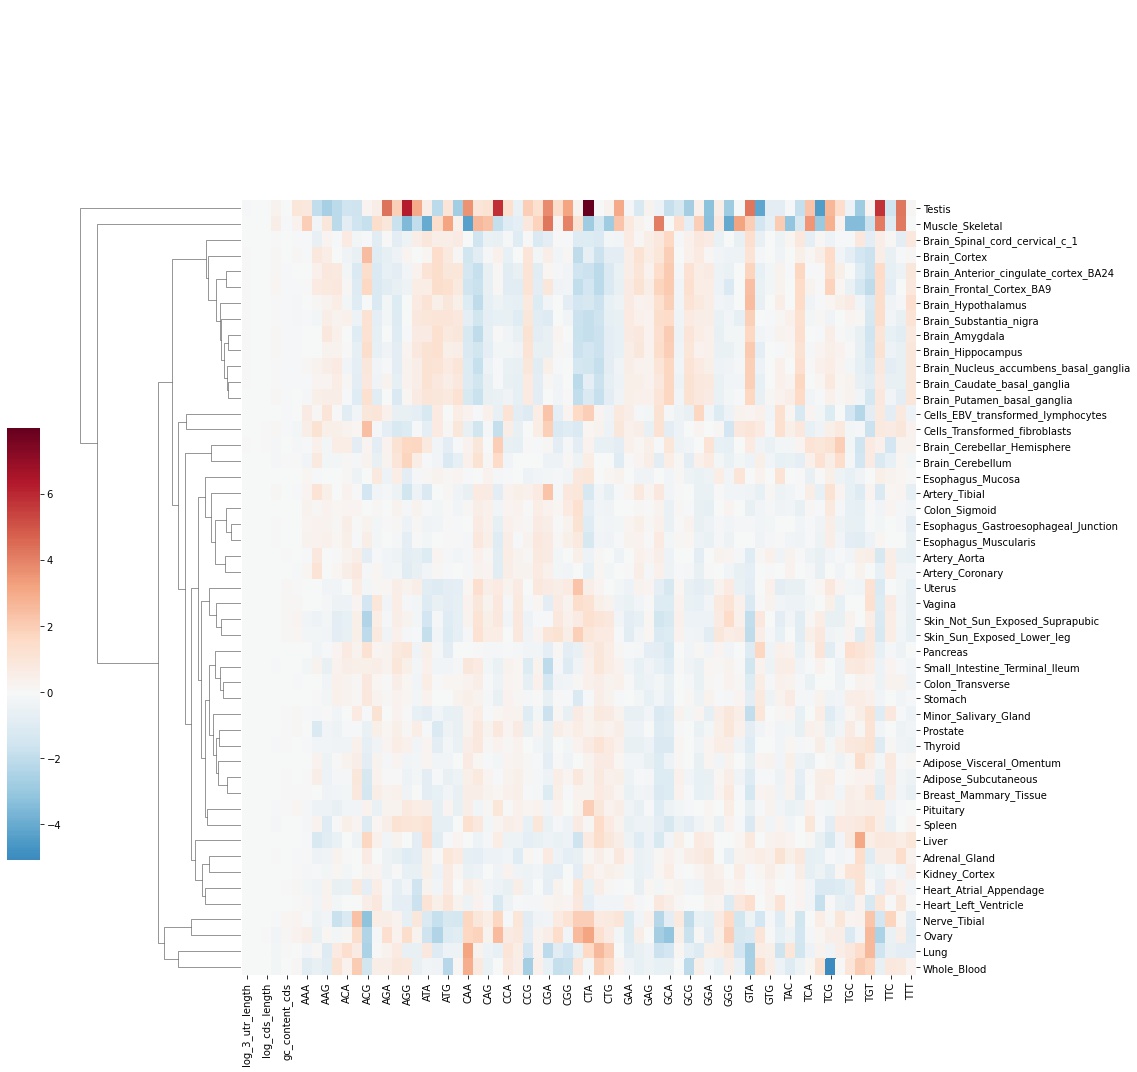 Testis
Muscle_Skeletal
Brain_Spinal_cord_cervical_c_1
Brain_Cortex
Brain_Anterior_cingulate_cortex_BA24
Brain_Frontal_Cortex_BA9
Brain_Hypothalamus
Brain_Substantia_nigra
Brain_Amygdala
Brain_Hippocampus
Brain_Nucleus_accumbens_basal_ganglia
Brain_Caudate_basal_ganglia
Brain_Putamen_basal_ganglia
Cells_EBV_transformed_lymphocytes
Cells_Transformed_fibroblasts
Brain_Cerebellar_Hemisphere
Brain_Cerebellum
Esophagus_Mucosa
Artery_Tibial
Colon_Sigmoid
Esophagus_Gastroesophageal_Junction
Esophagus_Muscularis
Artery_Aorta
Artery_Coronary
Uterus
Vagina
Skin_Not_Sun_Exposed_Suprapubic
Skin_Sun_Exposed_Lower_leg
Pancreas
Small_Intestine_Terminal_Ileum
Colon_Transverse
Stomach
Minor_Salivary_Gland
Prostate
Thyroid
Adipose_Visceral_Omentum
Adipose_Subcutaneous
Breast_Mammary_Tissue
Pituitary
Spleen
Liver
Adrenal_Gland
Kidney_Cortex
Heart_Atrial_Appendage
Heart_Left_Ventricle
Nerve_Tibial
Ovary
Lung
Whole_Blood
6
4
2
0
−2
−4
log_3_utr_length
log_cds_length
gc_content_cds
AAA
AAG
ACA
ACG
AGA
AGG
ATA
ATG
CAA
CAG
CCA
CCG
CGA
CGG
CTA
CTG
GAA
GAG
GCA
GCG
GGA
GGG
GTA
GTG
TAC
TCA
TCG
TGC
TGT
TTC
TTT